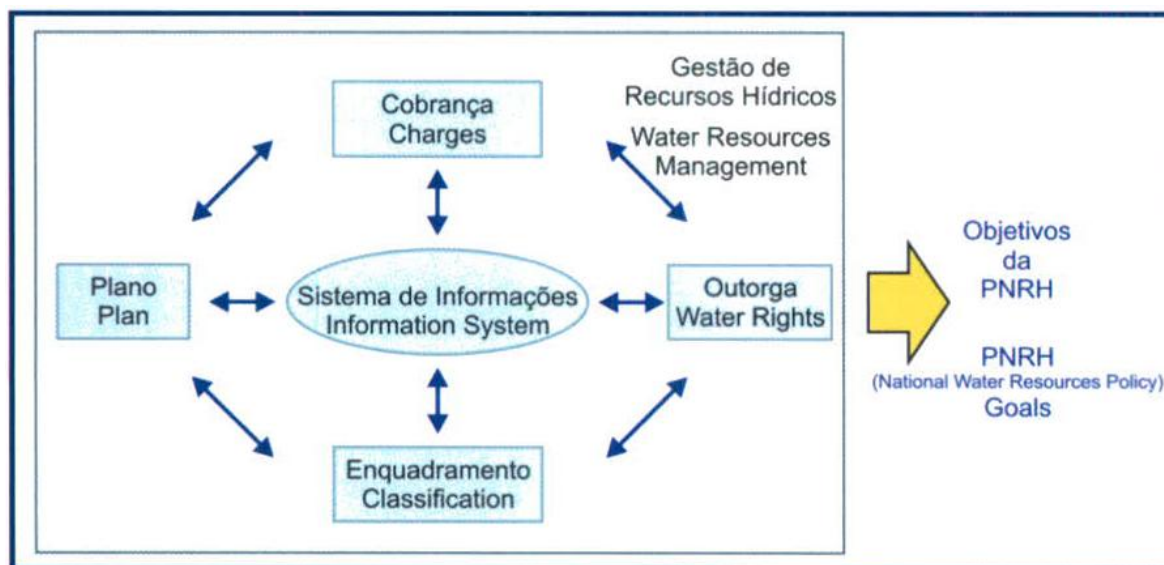 Gestão de
Recursos Hídricos
Water Resources
Management
Cobrança
Charges
Plano
Plan
Sistema de Informações
Information System
Outorga
Water Rights
Enquadramento
Classification
Objetivos
da
PNRH
PNRH
(National Water Resources Policy)
Goals